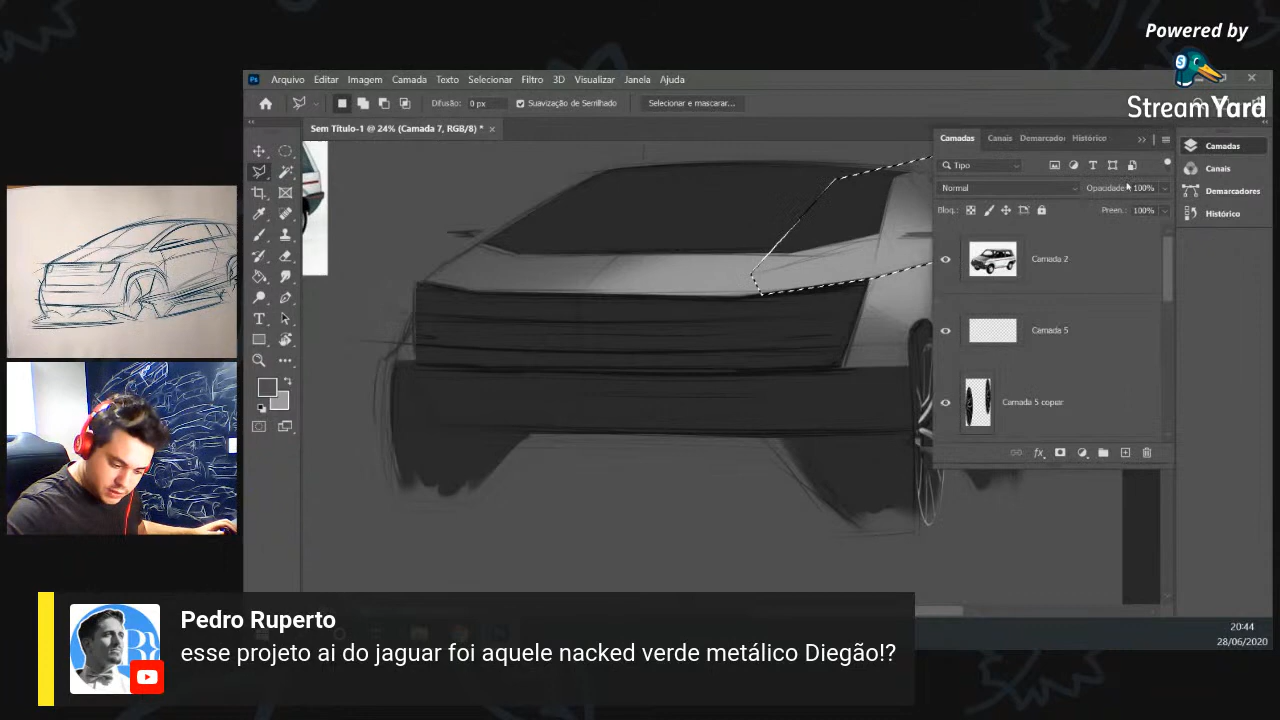 Powered by
StreamYard
Ps Arquivo Editar Imagem Camada Texto Selecionar Filtro 3D Visualizar Janela Ajuda
Difusão: 0 px Suavização de Serrilhado Selecionar e mascarar...
Sem Título-1 @ 24% (Camada 7, RGB/8) *
Camadas Canais Demarcador Histórico
Tipo
Normal Opacidade: 100%
Bloq.: Preen.: 100%
Camada 2
Camada 5
Camada 5 copiar
Camadas
Canais
Demarcadores
Histórico
20:44
28/06/2020
Pedro Ruperto
esse projeto ai do jaguar foi aquele nacked verde metálico Diegão!?